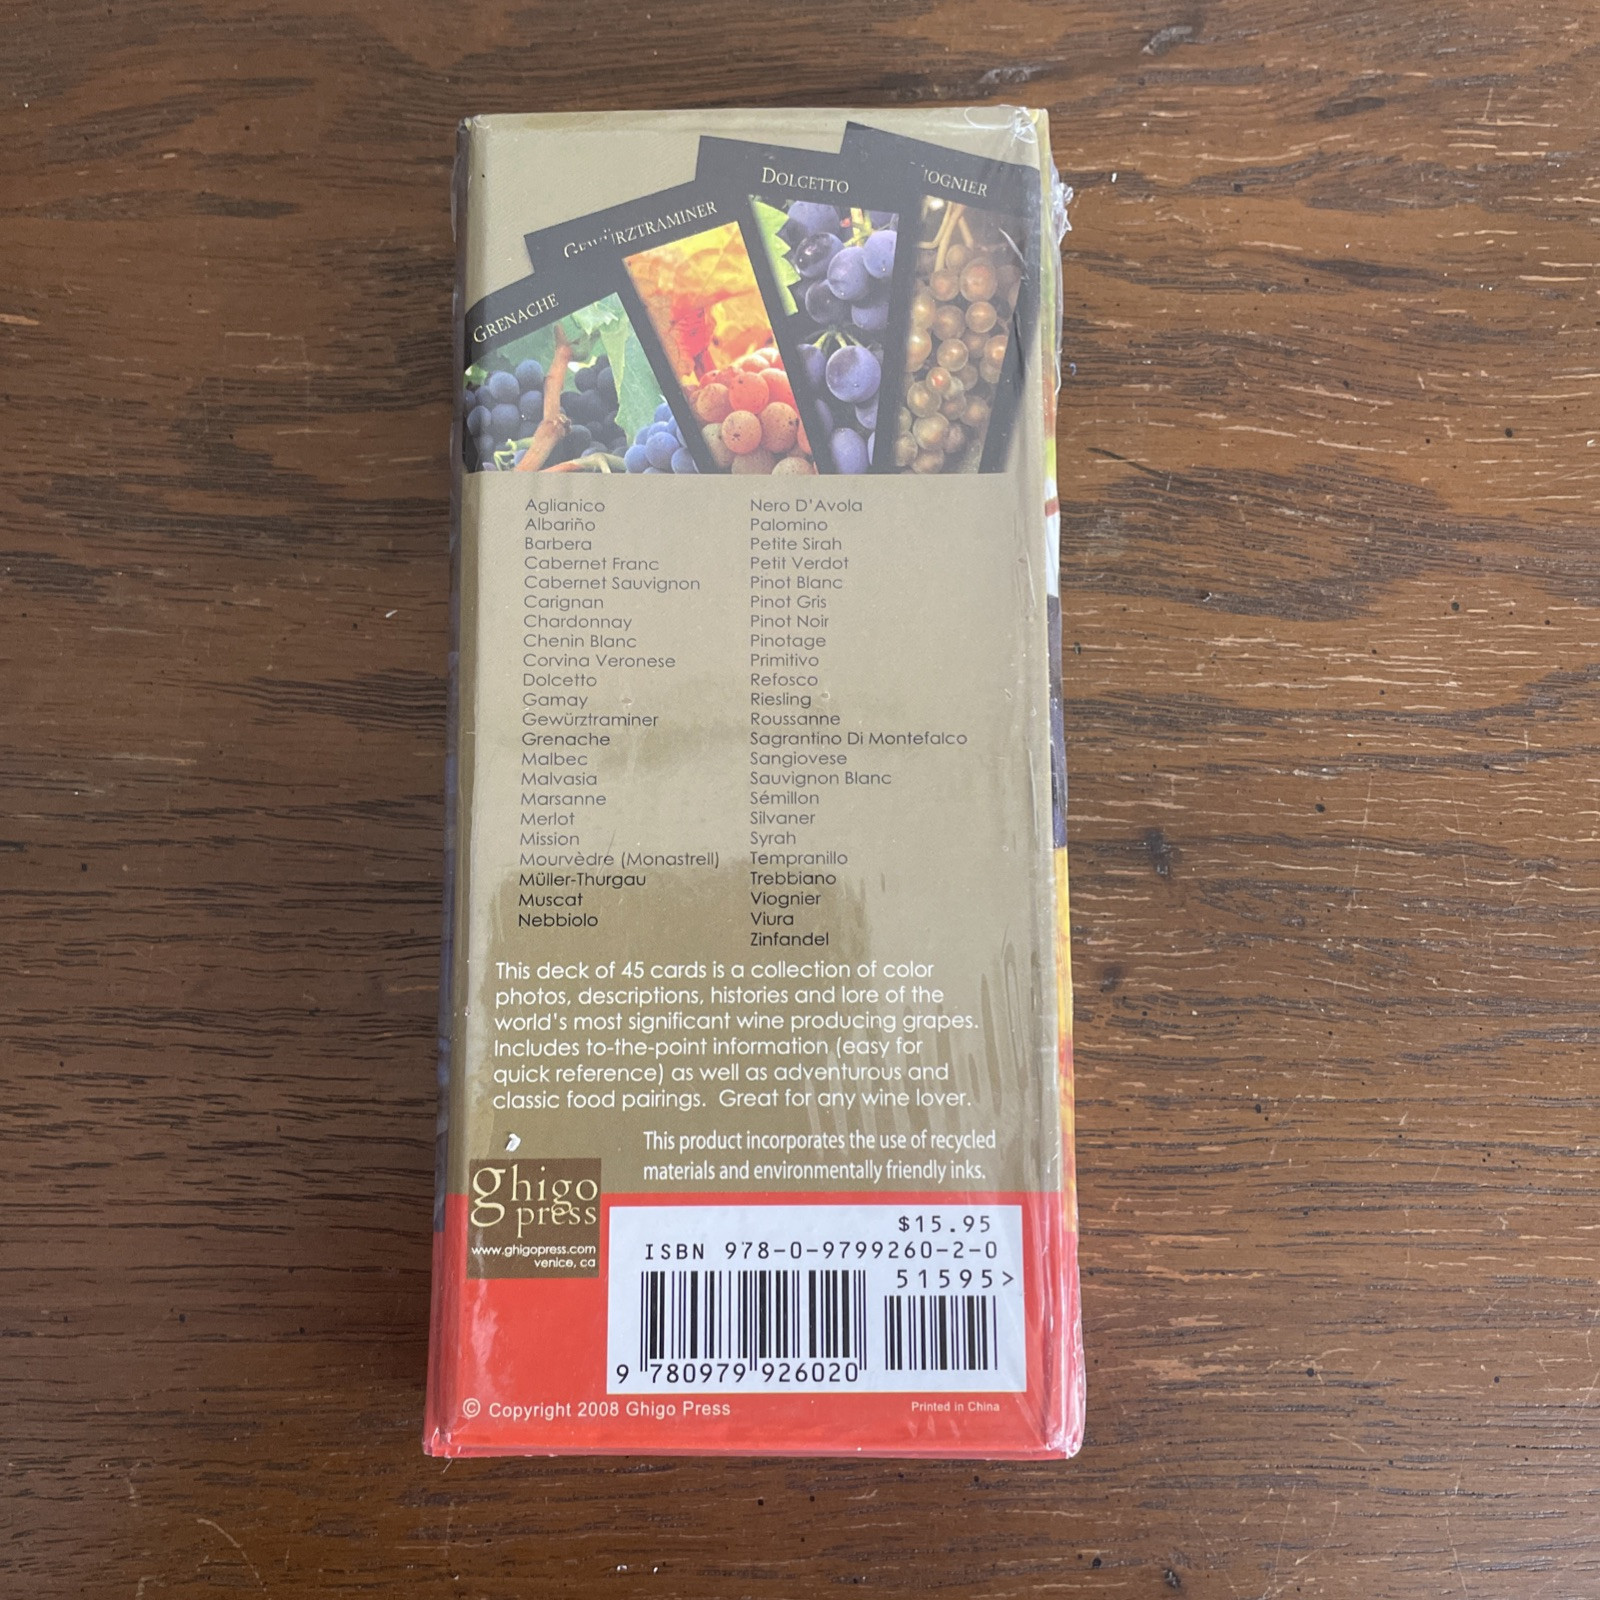 GRENACHE
GEWÜRZTRAMINER
DOLCETTO
IOGNIER
Aglianico
Albariño
Barbera
Cabernet Franc
Cabernet Sauvignon
Carignan
Chardonnay
Chenin Blanc
Corvina Veronese
Dolcetto
Gamay
Gewürztraminer
Grenache
Malbec
Malvasia
Marsanne
Merlot
Mission
Mourvèdre (Monastrell)
Müller-Thurgau
Muscat
Nebbiolo
Nero D'Avola
Palomino
Petite Sirah
Petit Verdot
Pinot Blanc
Pinot Gris
Pinot Noir
Pinotage
Primitivo
Refosco
Riesling
Roussanne
Sagrantino Di Montefalco
Sangiovese
Sauvignon Blanc
Sémillon
Silvaner
Syrah
Tempranillo
Trebbiano
Viognier
Viura
Zinfandel
This deck of 45 cards is a collection of color
photos, descriptions, histories and lore of the
world's most significant wine producing grapes.
Includes to-the-point information (easy for
quick reference) as well as adventurous and
classic food pairings.  Great for any wine lover.
This product incorporates the use of recycled
materials and environmentally friendly inks.
ghigo
press
www.ghigopress.com
venice, ca
$15.95
ISBN 978-0-9799260-2-0
51595>
9 780979 926020
© Copyright 2008 Ghigo Press
Printed in China